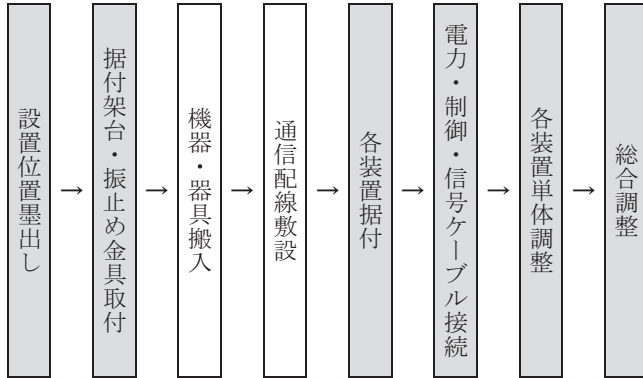 設置位置墨出し
→
据付架台・振止め金具取付
→
機器・器具搬入
→
通信配線敷設
→
各装置据付
→
電力・制御・信号ケーブル接続
→
各装置単体調整
→
総合調整